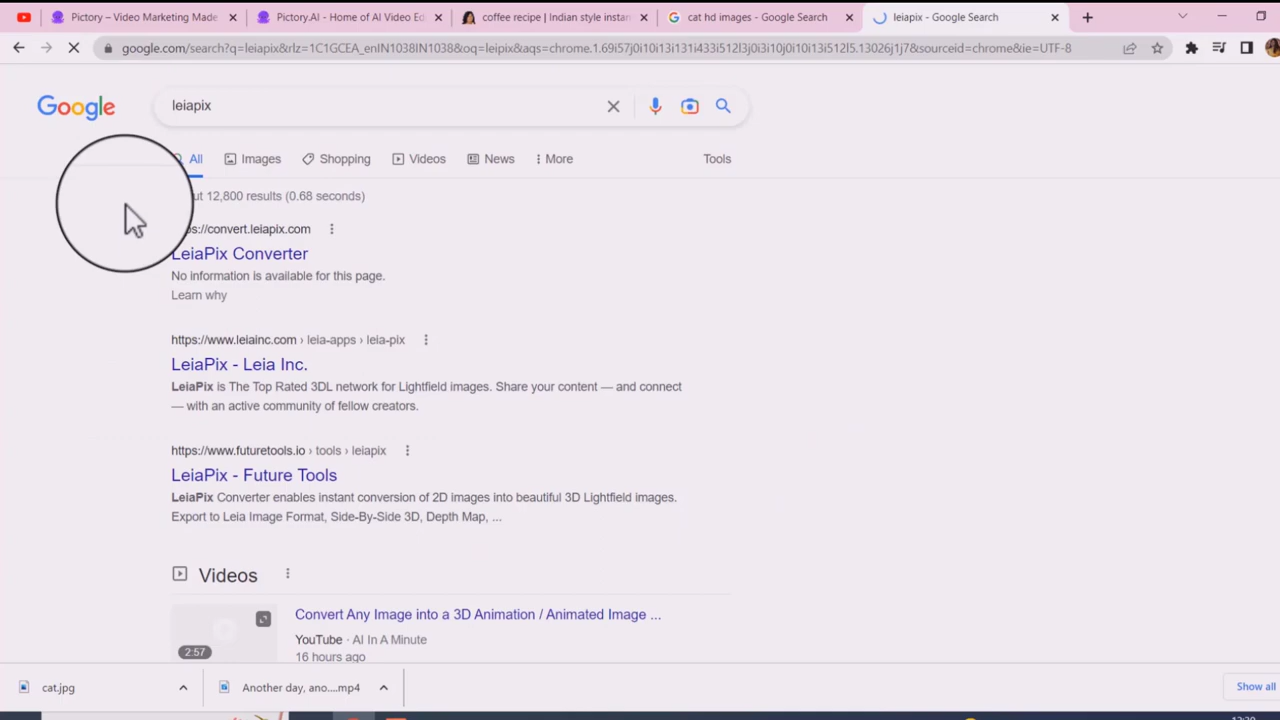 Pictory – Video Marketing Made
Pictory.AI - Home of AI Video Ed
coffee recipe | Indian style instan
cat hd images - Google Search
leiapix - Google Search
google.com/search?q=leiapix&rlz=1C1GCEA_enIN1038IN1038&oq=leipix&aqs=chrome.1.69i57j0i10i13i131i433i512l3j0i3i10j0i10i13i512l5.13026j1j7&sourceid=chrome&ie=UTF-8
Google
leiapix
All
Images
Shopping
Videos
News
More
Tools
ut 12,800 results (0.68 seconds)
ps://convert.leiapix.com
LeiaPix Converter
No information is available for this page.
Learn why
https://www.leiainc.com › leia-apps › leia-pix
LeiaPix - Leia Inc.
LeiaPix is The Top Rated 3DL network for Lightfield images. Share your content — and connect
— with an active community of fellow creators.
https://www.futuretools.io › tools › leiapix
LeiaPix - Future Tools
LeiaPix Converter enables instant conversion of 2D images into beautiful 3D Lightfield images.
Export to Leia Image Format, Side-By-Side 3D, Depth Map, ...
Videos
Convert Any Image into a 3D Animation / Animated Image ...
2:57
YouTube · AI In A Minute
16 hours ago
cat.jpg
Another day, ano....mp4
Show all